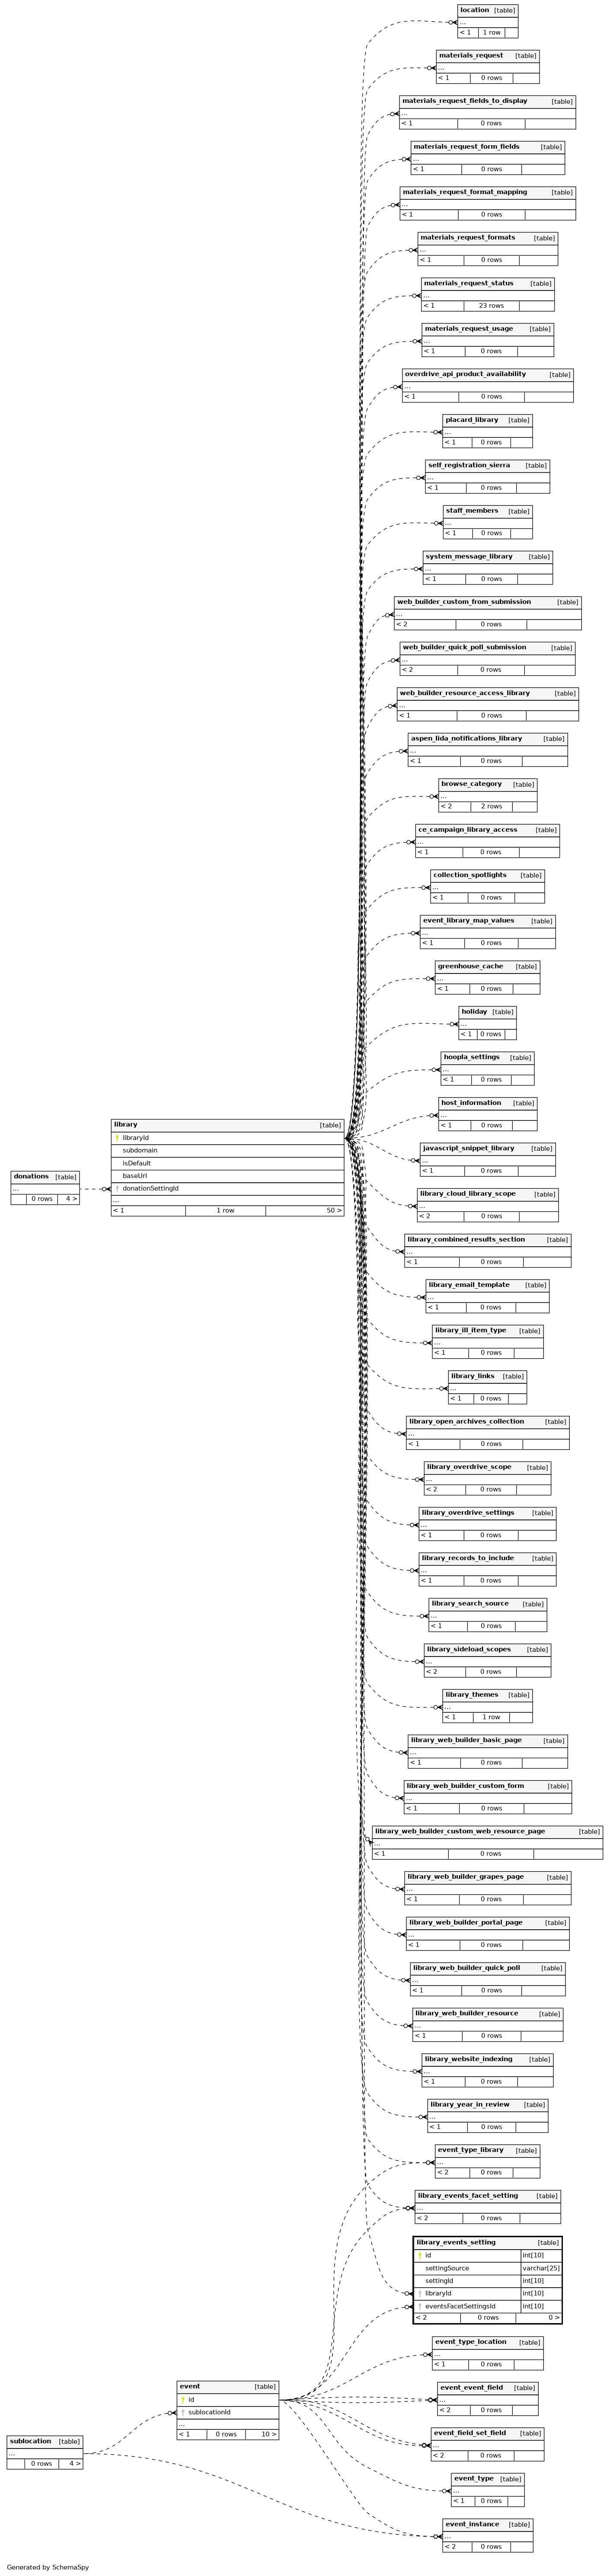 location [table]
...
< 1 1 row
materials_request [table]
...
< 1 0 rows
materials_request_fields_to_display [table]
...
< 1 0 rows
materials_request_form_fields [table]
...
< 1 0 rows
materials_request_format_mapping [table]
...
< 1 0 rows
materials_request_formats [table]
...
< 1 0 rows
materials_request_status [table]
...
< 1 23 rows
materials_request_usage [table]
...
< 1 0 rows
overdrive_api_product_availability [table]
...
< 1 0 rows
placard_library [table]
...
< 1 0 rows
self_registration_sierra [table]
...
< 1 0 rows
staff_members [table]
...
< 1 0 rows
system_message_library [table]
...
< 1 0 rows
web_builder_custom_from_submission [table]
...
< 2 0 rows
web_builder_quick_poll_submission [table]
...
< 2 0 rows
web_builder_resource_access_library [table]
...
< 1 0 rows
aspen_lida_notifications_library [table]
...
< 1 0 rows
browse_category [table]
...
< 2 2 rows
ce_campaign_library_access [table]
...
< 1 0 rows
collection_spotlights [table]
...
< 1 0 rows
event_library_map_values [table]
...
< 1 0 rows
greenhouse_cache [table]
...
< 1 0 rows
holiday [table]
...
< 1 0 rows
hoopla_settings [table]
...
< 1 0 rows
host_information [table]
...
< 1 0 rows
library [table]
libraryId
subdomain
isDefault
baseUrl
donationSettingId
...
< 1 1 row 50 >
donations [table]
...
0 rows 4 >
javascript_snippet_library [table]
...
< 1 0 rows
library_cloud_library_scope [table]
...
< 2 0 rows
library_combined_results_section [table]
...
< 1 0 rows
library_email_template [table]
...
< 1 0 rows
library_ill_item_type [table]
...
< 1 0 rows
library_links [table]
...
< 1 0 rows
library_open_archives_collection [table]
...
< 1 0 rows
library_overdrive_scope [table]
...
< 2 0 rows
library_overdrive_settings [table]
...
< 1 0 rows
library_records_to_include [table]
...
< 1 0 rows
library_search_source [table]
...
< 1 0 rows
library_sideload_scopes [table]
...
< 2 0 rows
library_themes [table]
...
< 1 1 row
library_web_builder_basic_page [table]
...
< 1 0 rows
library_web_builder_custom_form [table]
...
< 1 0 rows
library_web_builder_custom_web_resource_page [table]
...
< 1 0 rows
library_web_builder_grapes_page [table]
...
< 1 0 rows
library_web_builder_portal_page [table]
...
< 1 0 rows
library_web_builder_quick_poll [table]
...
< 1 0 rows
library_web_builder_resource [table]
...
< 1 0 rows
library_website_indexing [table]
...
< 1 0 rows
library_year_in_review [table]
...
< 1 0 rows
event_type_library [table]
...
< 2 0 rows
library_events_facet_setting [table]
...
< 2 0 rows
library_events_setting [table]
id int[10]
settingSource varchar[25]
settingId int[10]
libraryId int[10]
eventsFacetSettingsId int[10]
< 2 0 rows 0 >
event_type_location [table]
...
< 1 0 rows
event [table]
id
sublocationId
...
< 1 0 rows 10 >
event_event_field [table]
...
< 2 0 rows
event_field_set_field [table]
...
< 2 0 rows
sublocation [table]
...
0 rows 4 >
event_type [table]
...
< 1 0 rows
event_instance [table]
...
< 2 0 rows
Generated by SchemaSpy